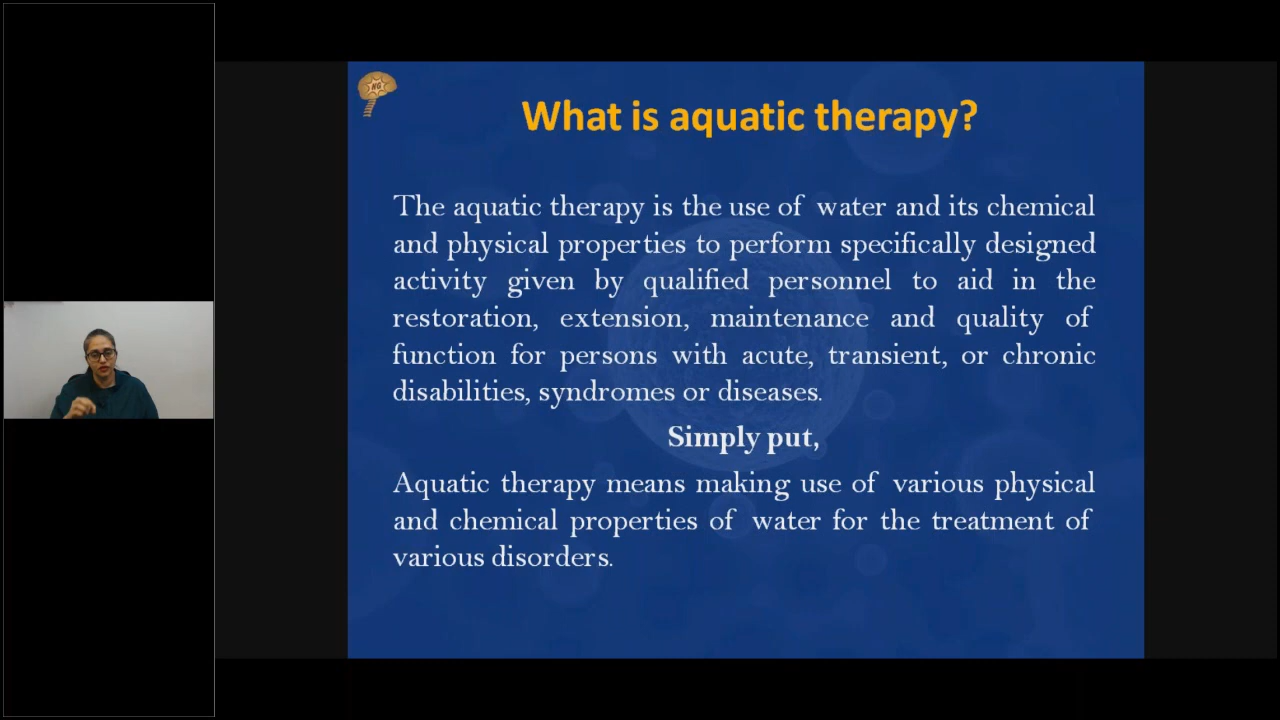 NG
What is aquatic therapy?
The aquatic therapy is the use of water and its chemical
and physical properties to perform specifically designed
activity given by qualified personnel to aid in the
restoration, extension, maintenance and quality of
function for persons with acute, transient, or chronic
disabilities, syndromes or diseases.
Simply put,
Aquatic therapy means making use of various physical
and chemical properties of water for the treatment of
various disorders.